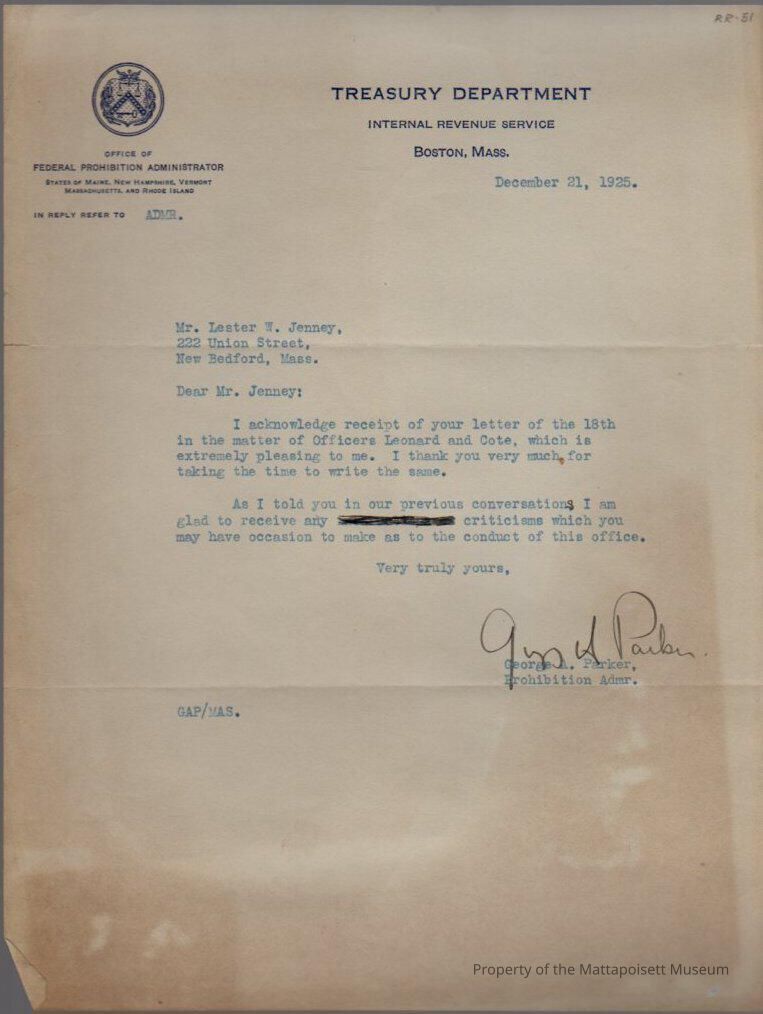 RR-51
TREASURY DEPARTMENT
INTERNAL REVENUE SERVICE
BOSTON, MASS.
OFFICE OF
FEDERAL PROHIBITION ADMINISTRATOR
STATES OF MAINE, NEW HAMPSHIRE, VERMONT
MASSACHUSETTS, AND RHODE ISLAND
December 21, 1925.
IN REPLY REFER TO ADMR.
Mr. Lester W. Jenney,
222 Union Street,
New Bedford, Mass.
Dear Mr. Jenney:
I acknowledge receipt of your letter of the 18th
in the matter of Officers Leonard and Cote, which is
extremely pleasing to me. I thank you very much, for
taking the time to write the same.
As I told you in our previous conversations I am
glad to receive any criticisms which you
may have occasion to make as to the conduct of this office.
Very truly yours,
Geo A Parker.
George A. Parker,
Prohibition Admr.
GAP/MAS.
Property of the Mattapoisett Museum